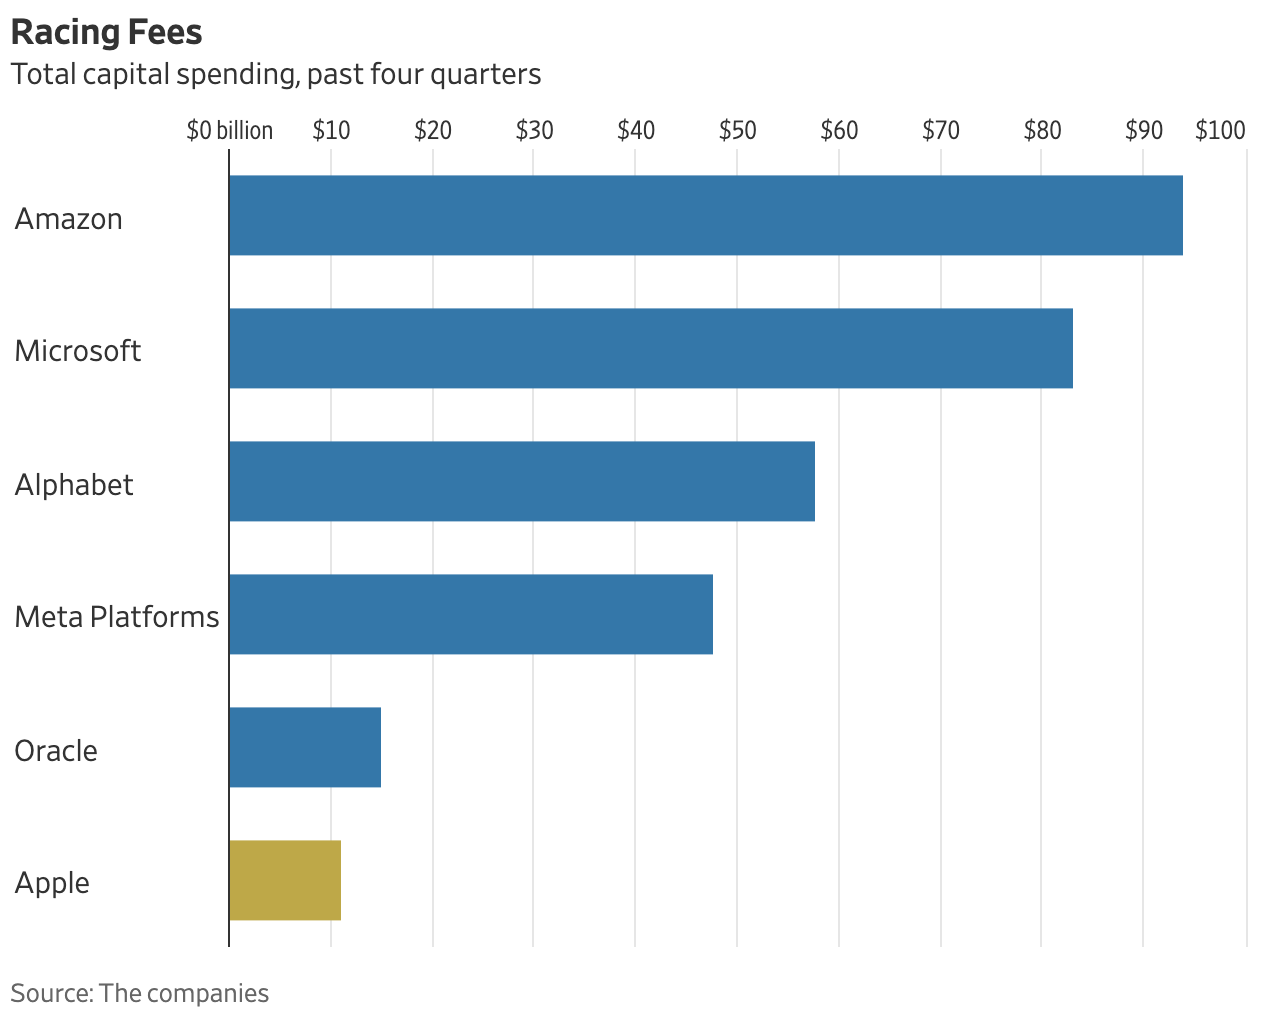 Racing Fees
Total capital spending, past four quarters
$0 billion $10 $20 $30 $40 $50 $60 $70 $80 $90 $100
Amazon
Microsoft
Alphabet
Meta Platforms
Oracle
Apple
Source: The companies